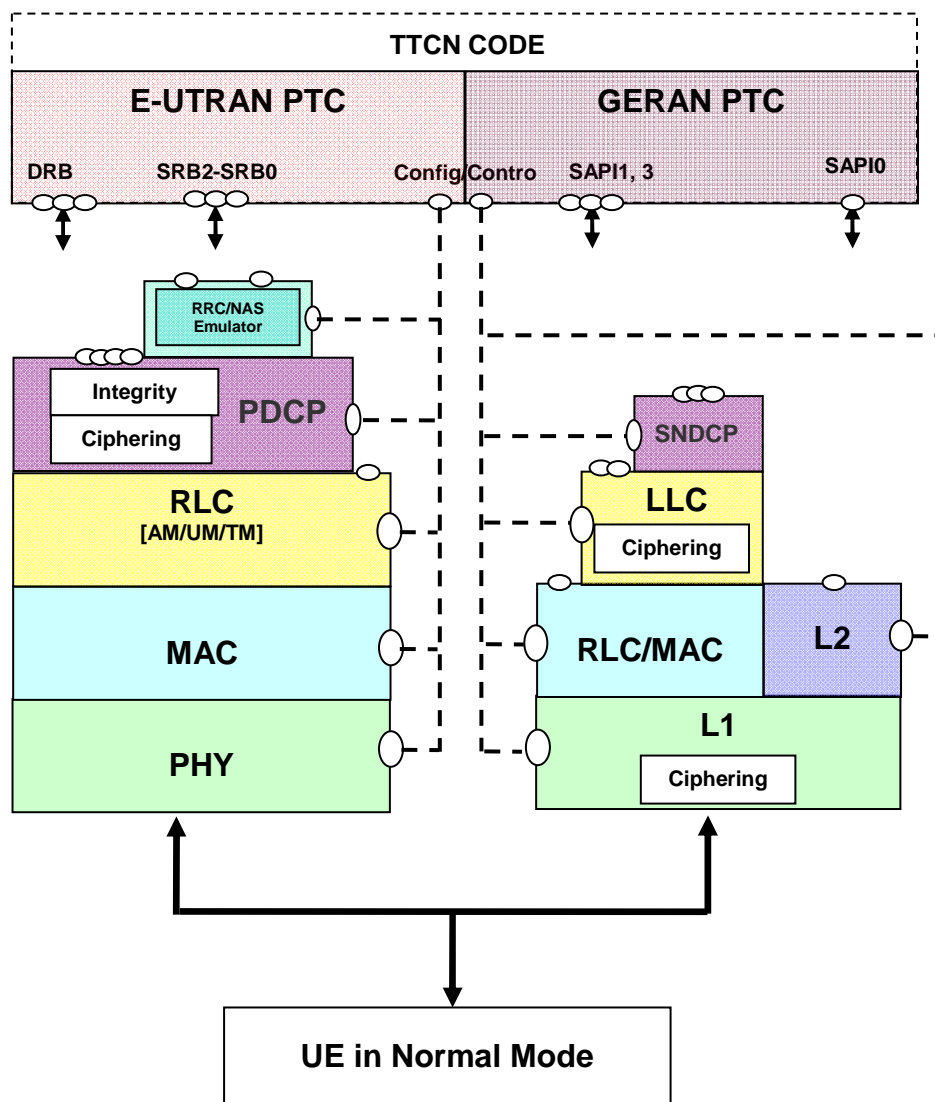 TTCN CODE
E-UTRAN PTC
GERAN PTC
DRB
SRB2-SRB0
Config/Contro
SAPI1, 3
SAPI0
RRC/NAS
Emulator
Integrity
Ciphering
PDCP
SNDCP
RLC
[AM/UM/TM]
LLC
Ciphering
MAC
RLC/MAC
L2
PHY
L1
Ciphering
UE in Normal Mode